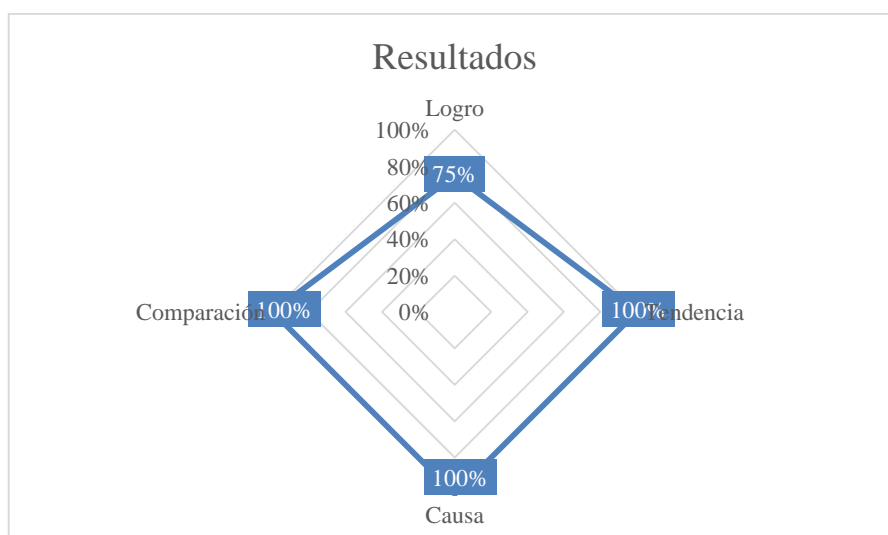 Resultados
Logro
100%
80%
75%
60%
40%
20%
0%
Comparación
100%
100%
Tendencia
100%
Causa